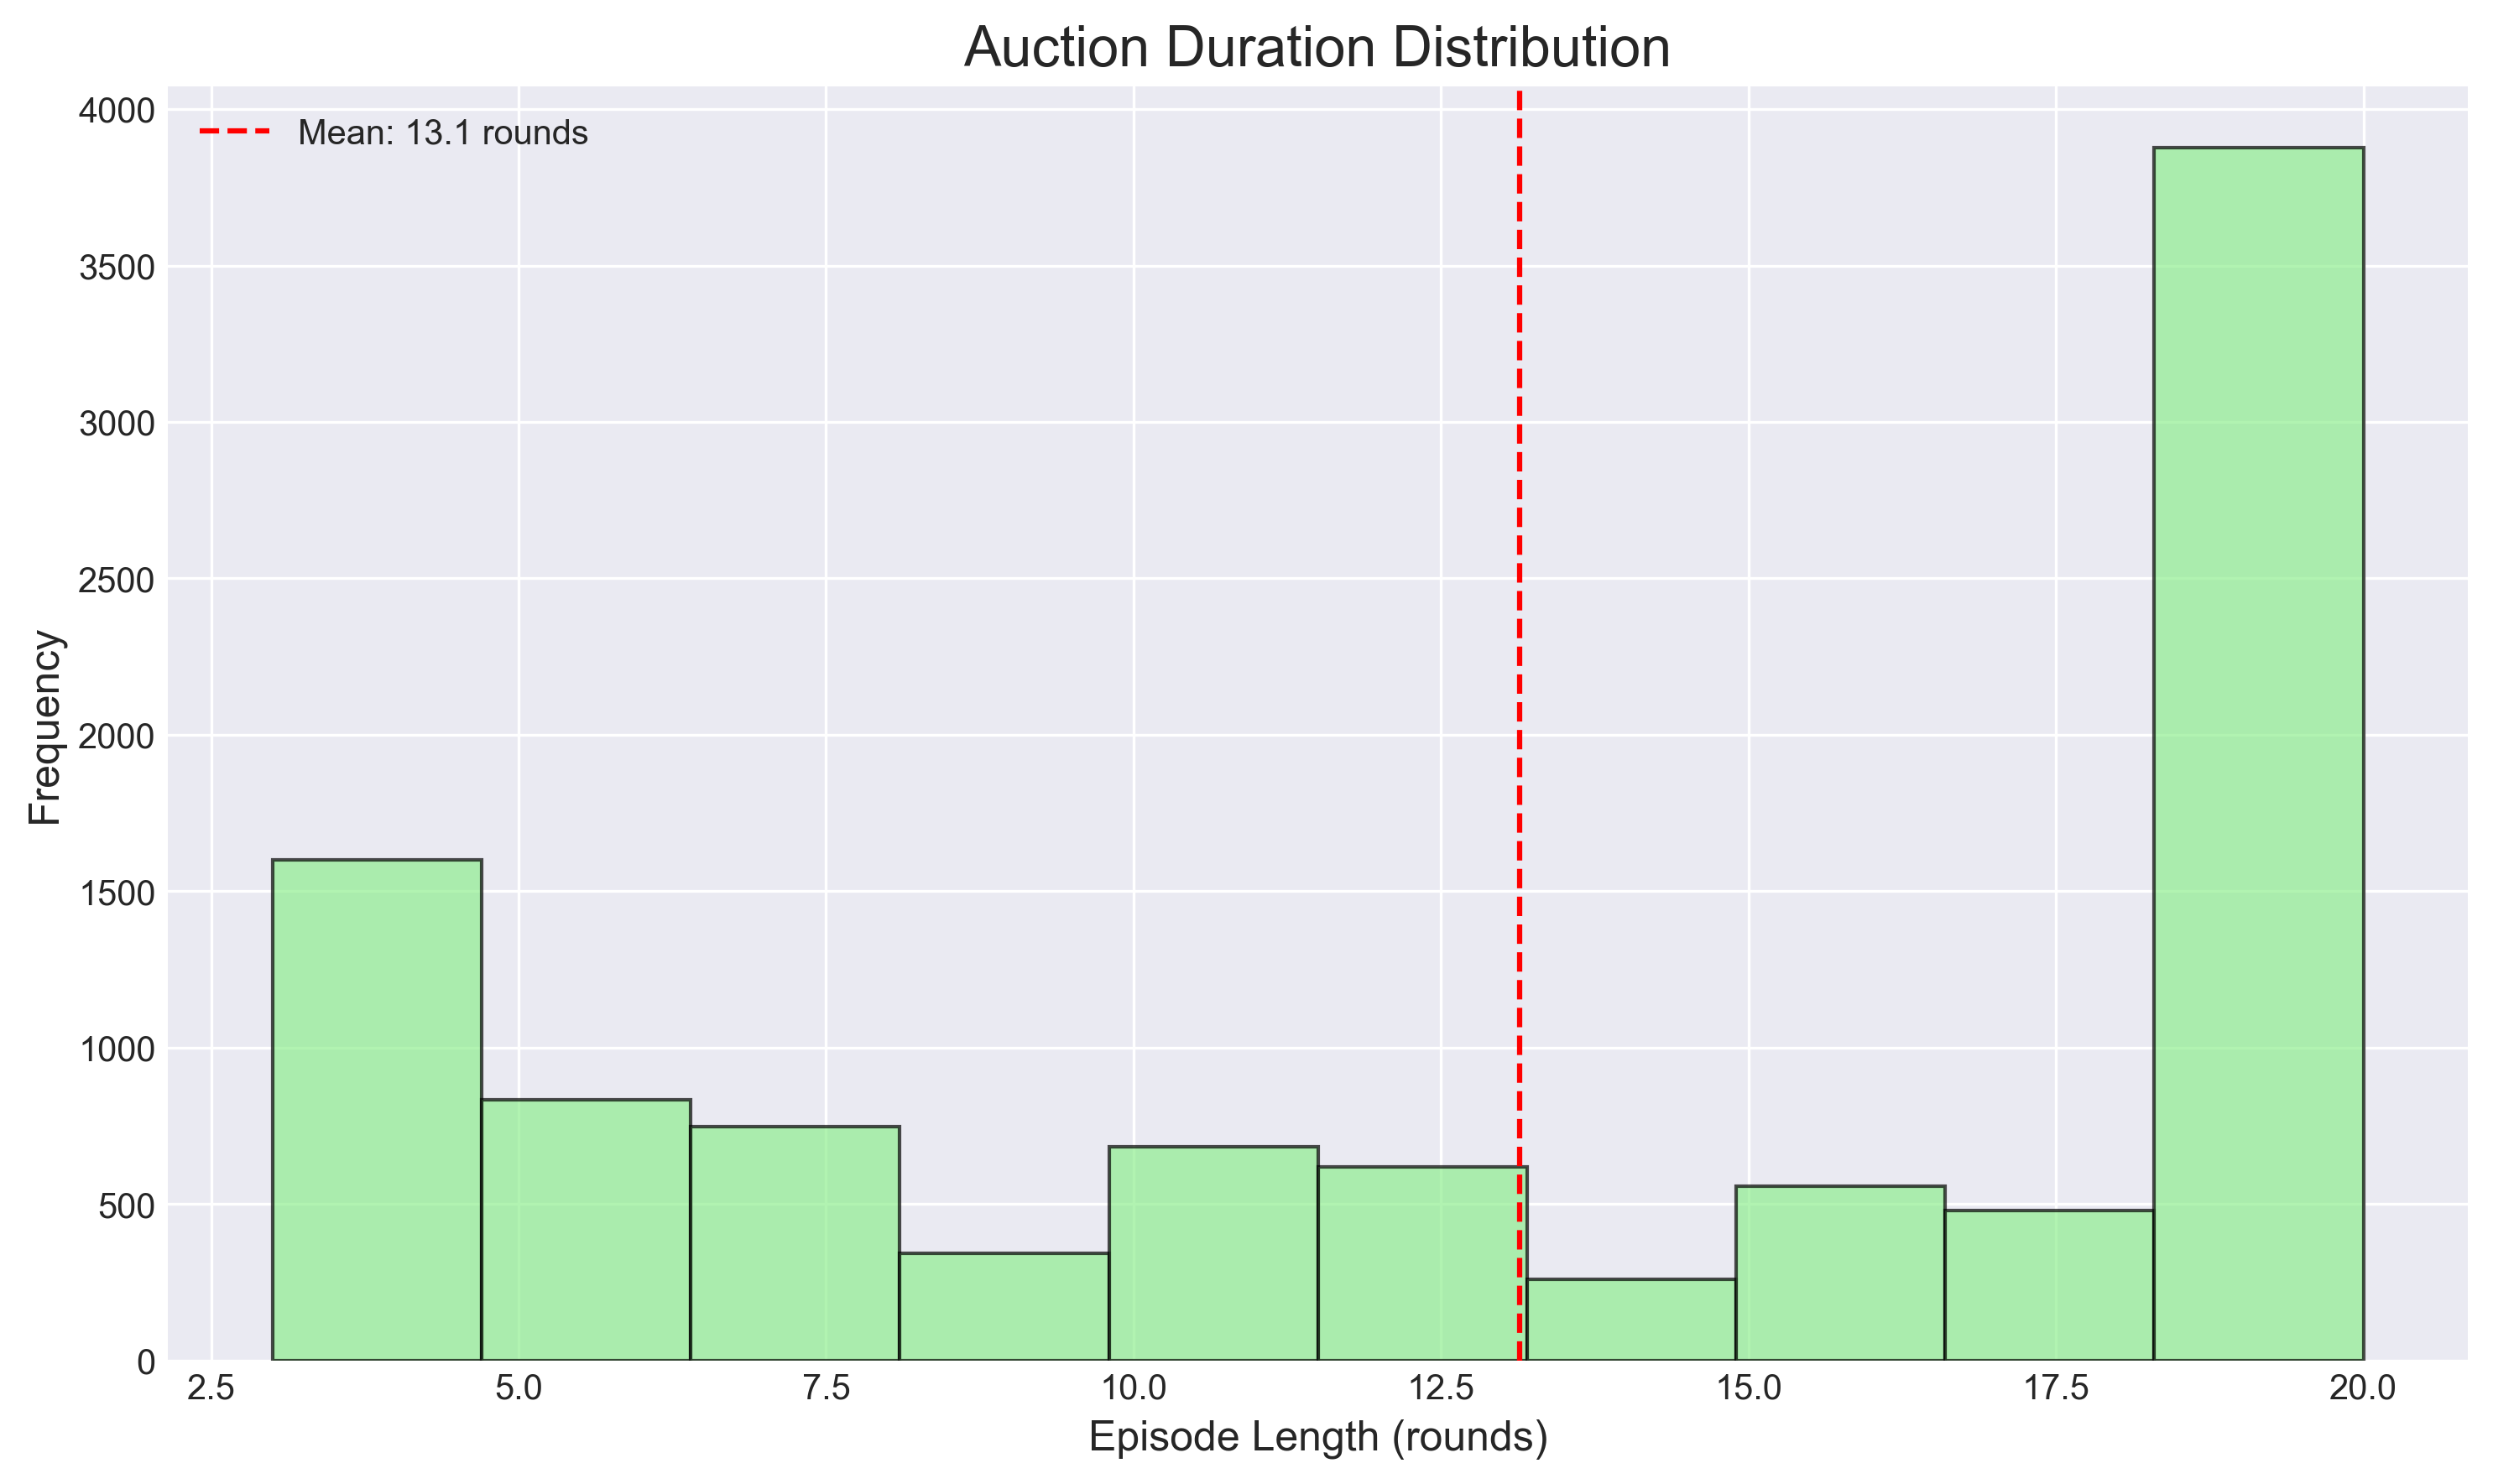 Auction Duration Distribution
Mean: 13.1 rounds
4000
3500
3000
2500
2000
1500
1000
500
0
Frequency
2.5 5.0 7.5 10.0 12.5 15.0 17.5 20.0
Episode Length (rounds)